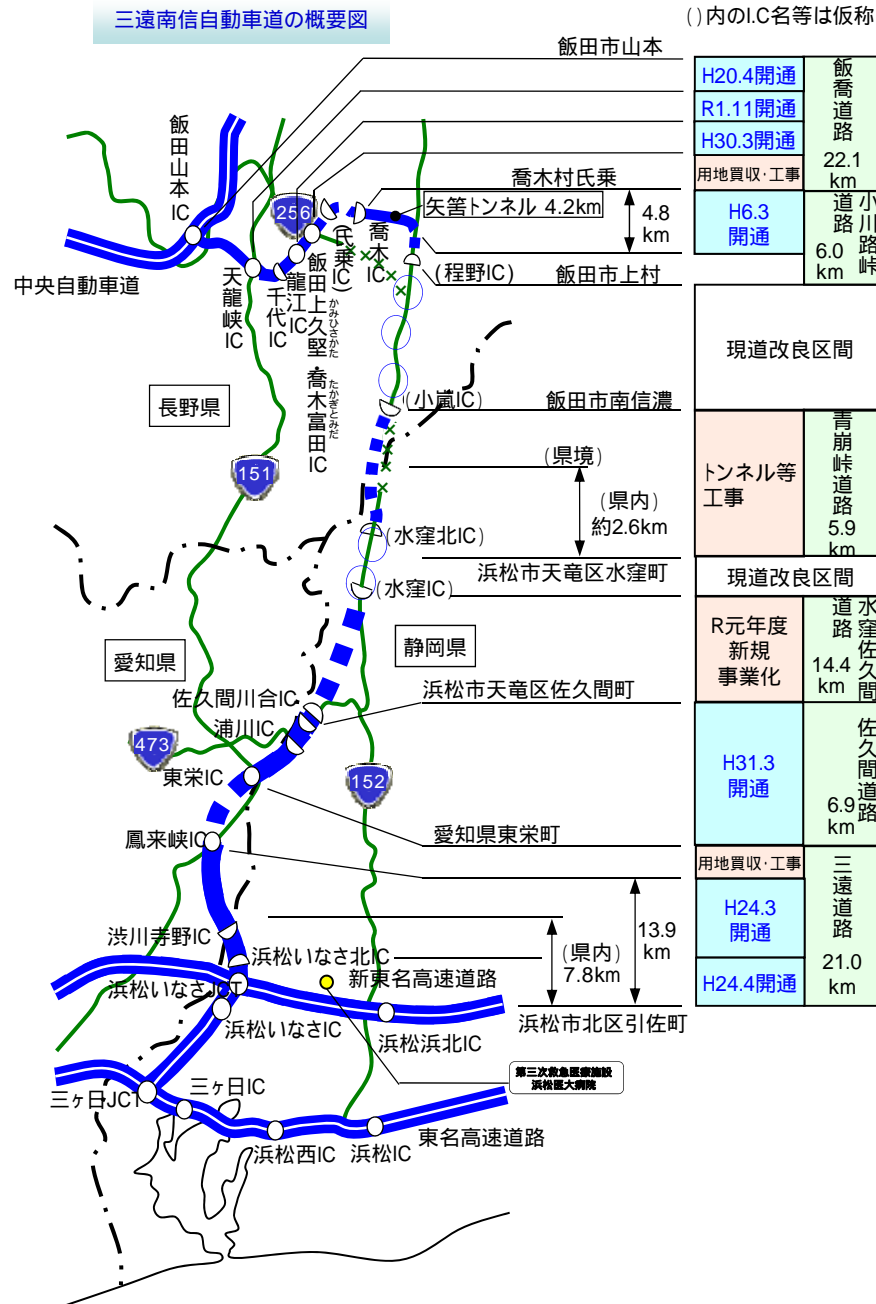 三遠南信自動車道の概要図
()内のI.C名等は仮称
飯田市山本
H20.4開通
R1.11開通
H30.3開通
用地買収･工事
飯喬道路
22.1
km
飯田山本IC
256
喬木村氏乗
矢筈トンネル 4.2km
4.8
km
H6.3
開通
小川路峠道路
6.0
km
中央自動車道
天龍峡IC
千代IC
龍江IC
飯田上久堅・喬木富田IC
かみひさかた
たかぎとみだ
(氏乗IC)
喬木IC
(程野IC)
飯田市上村
現道改良区間
長野県
(小嵐IC)
飯田市南信濃
151
(県境)
(県内)
約2.6km
トンネル等
工事
青崩峠道路
5.9
km
(水窪北IC)
浜松市天竜区水窪町
現道改良区間
(水窪IC)
愛知県
静岡県
R元年度
新規
事業化
水窪佐久間道路
14.4
km
佐久間川合IC
浜松市天竜区佐久間町
浦川IC
473
東栄IC
152
H31.3
開通
佐久間道路
6.9
km
鳳来峡IC
愛知県東栄町
用地買収･工事
三遠道路
21.0
km
H24.3
開通
H24.4開通
13.9
km
(県内)
7.8km
渋川寺野IC
浜松いなさ北IC
浜松いなさJCT
新東名高速道路
浜松いなさIC
浜松浜北IC
浜松市北区引佐町
第三次救急医療施設
浜松医大病院
三ヶ日JCT
三ヶ日IC
浜松西IC
浜松IC
東名高速道路